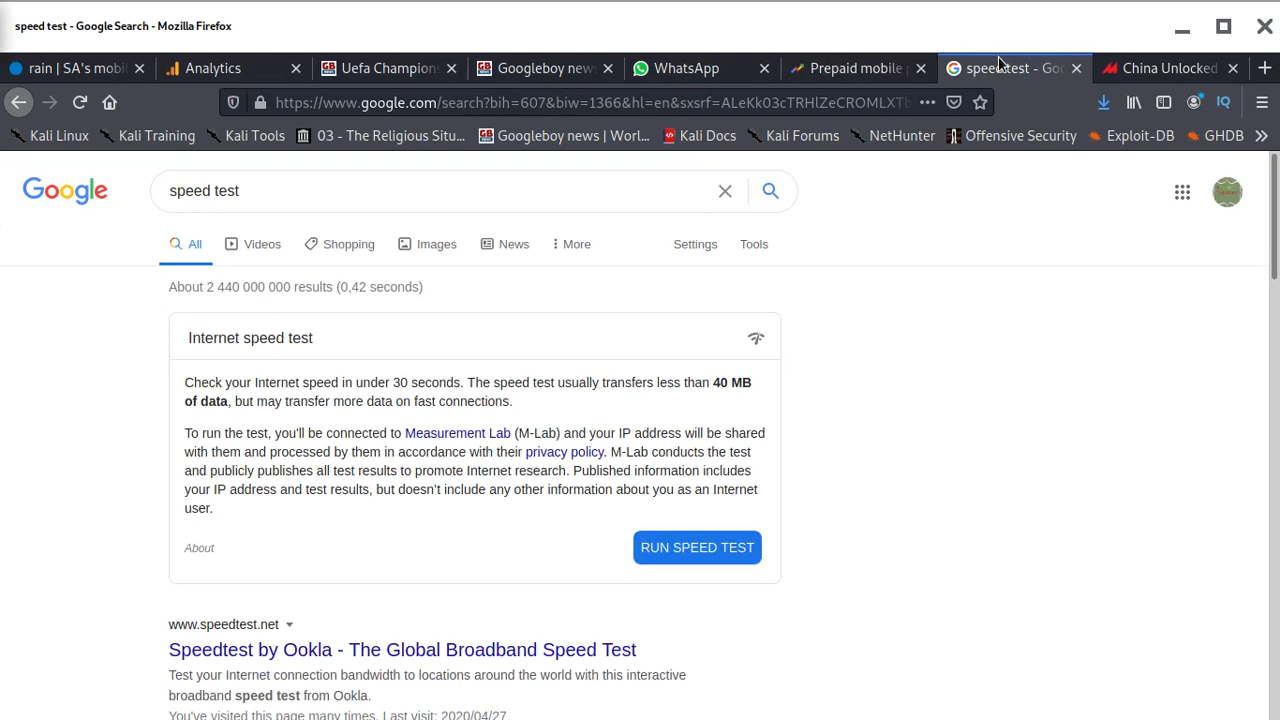 speed test - Google Search - Mozilla Firefox
rain | SA's mobi
Analytics
Uefa Champion
Googleboy new
WhatsApp
Prepaid mobile
speed test - Goo
China Unlocked
https://www.google.com/search?bih=607&biw=1366&hl=en&sxsrf=ALeKk03cTRHlZeCROMLXTb
IQ
Kali Linux
Kali Training
Kali Tools
03 - The Religious Situ...
Googleboy news | Worl...
Kali Docs
Kali Forums
NetHunter
Offensive Security
Exploit-DB
GHDB
Google
speed test
All
Videos
Shopping
Images
News
More
Settings
Tools
About 2 440 000 000 results (0,42 seconds)
Internet speed test
Check your Internet speed in under 30 seconds. The speed test usually transfers less than 40 MB
of data, but may transfer more data on fast connections.
To run the test, you'll be connected to Measurement Lab (M-Lab) and your IP address will be shared
with them and processed by them in accordance with their privacy policy. M-Lab conducts the test
and publicly publishes all test results to promote Internet research. Published information includes
your IP address and test results, but doesn't include any other information about you as an Internet
user.
About
RUN SPEED TEST
www.speedtest.net
Speedtest by Ookla - The Global Broadband Speed Test
Test your Internet connection bandwidth to locations around the world with this interactive
broadband speed test from Ookla.
You've visited this page many times. Last visit: 2020/04/27